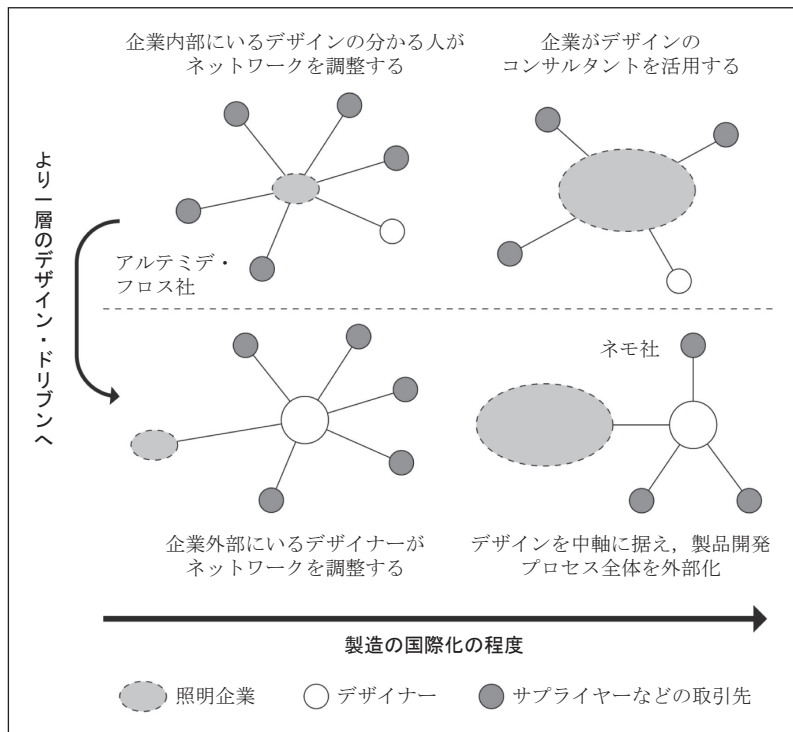 企業内部にいるデザインの分かる人が
ネットワークを調整する
企業がデザインの
コンサルタントを活用する
より一層のデザイン・ドリブンへ
アルテミデ・
フロス社
ネモ社
企業外部にいるデザイナーが
ネットワークを調整する
デザインを中軸に据え，製品開発
プロセス全体を外部化
製造の国際化の程度
照明企業
デザイナー
サプライヤーなどの取引先